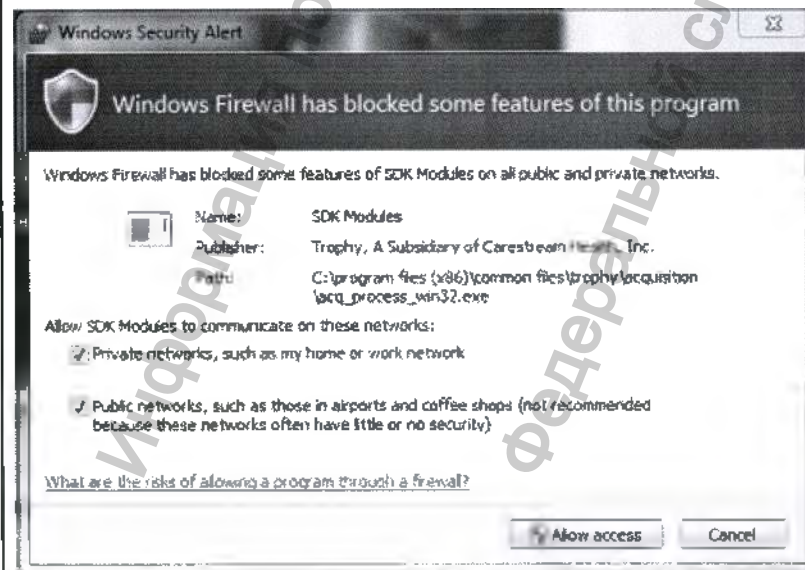 Windows Security Alert
Windows Firewall has blocked some features of this program
Windows Firewall has blocked some features of SDK Modules on all public and private networks.
Name: SDK Modules
Publisher: Trophy, A Subsidiary of Carestream Inc.
Path: C:\program files (x86)\common files\trophy\acquisition
\acq_process_win32.exe
Allow SDK Modules to communicate on these networks:
Private networks, such as my home or work network
Public networks, such as those in airports and coffee shops (not recommended
because these networks often have little or no security)
What are the risks of allowing a program through a firewall?
Allow access Cancel
Информация
Федеральной